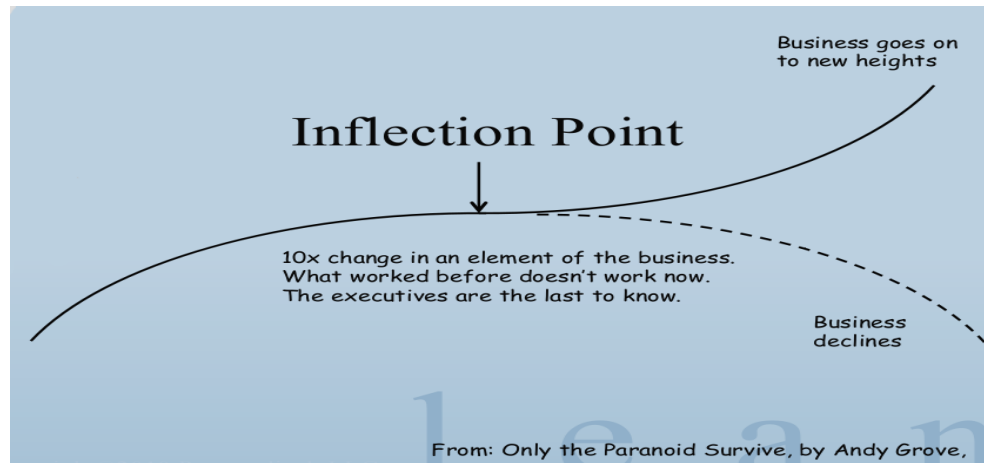 Business goes on
to new heights
Inflection Point
10x change in an element of the business.
What worked before doesn't work now.
The executives are the last to know.
Business
declines
lean
From: Only the Paranoid Survive, by Andy Grove,